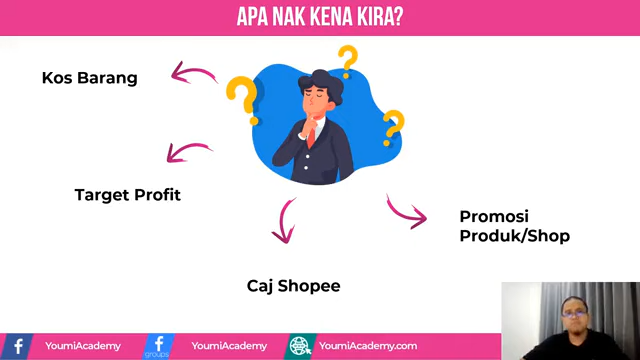 APA NAK KENA KIRA?
Kos Barang
Target Profit
Caj Shopee
Promosi
Produk/Shop
YoumiAcademy
groups
YoumiAcademy
YoumiAcademy.com